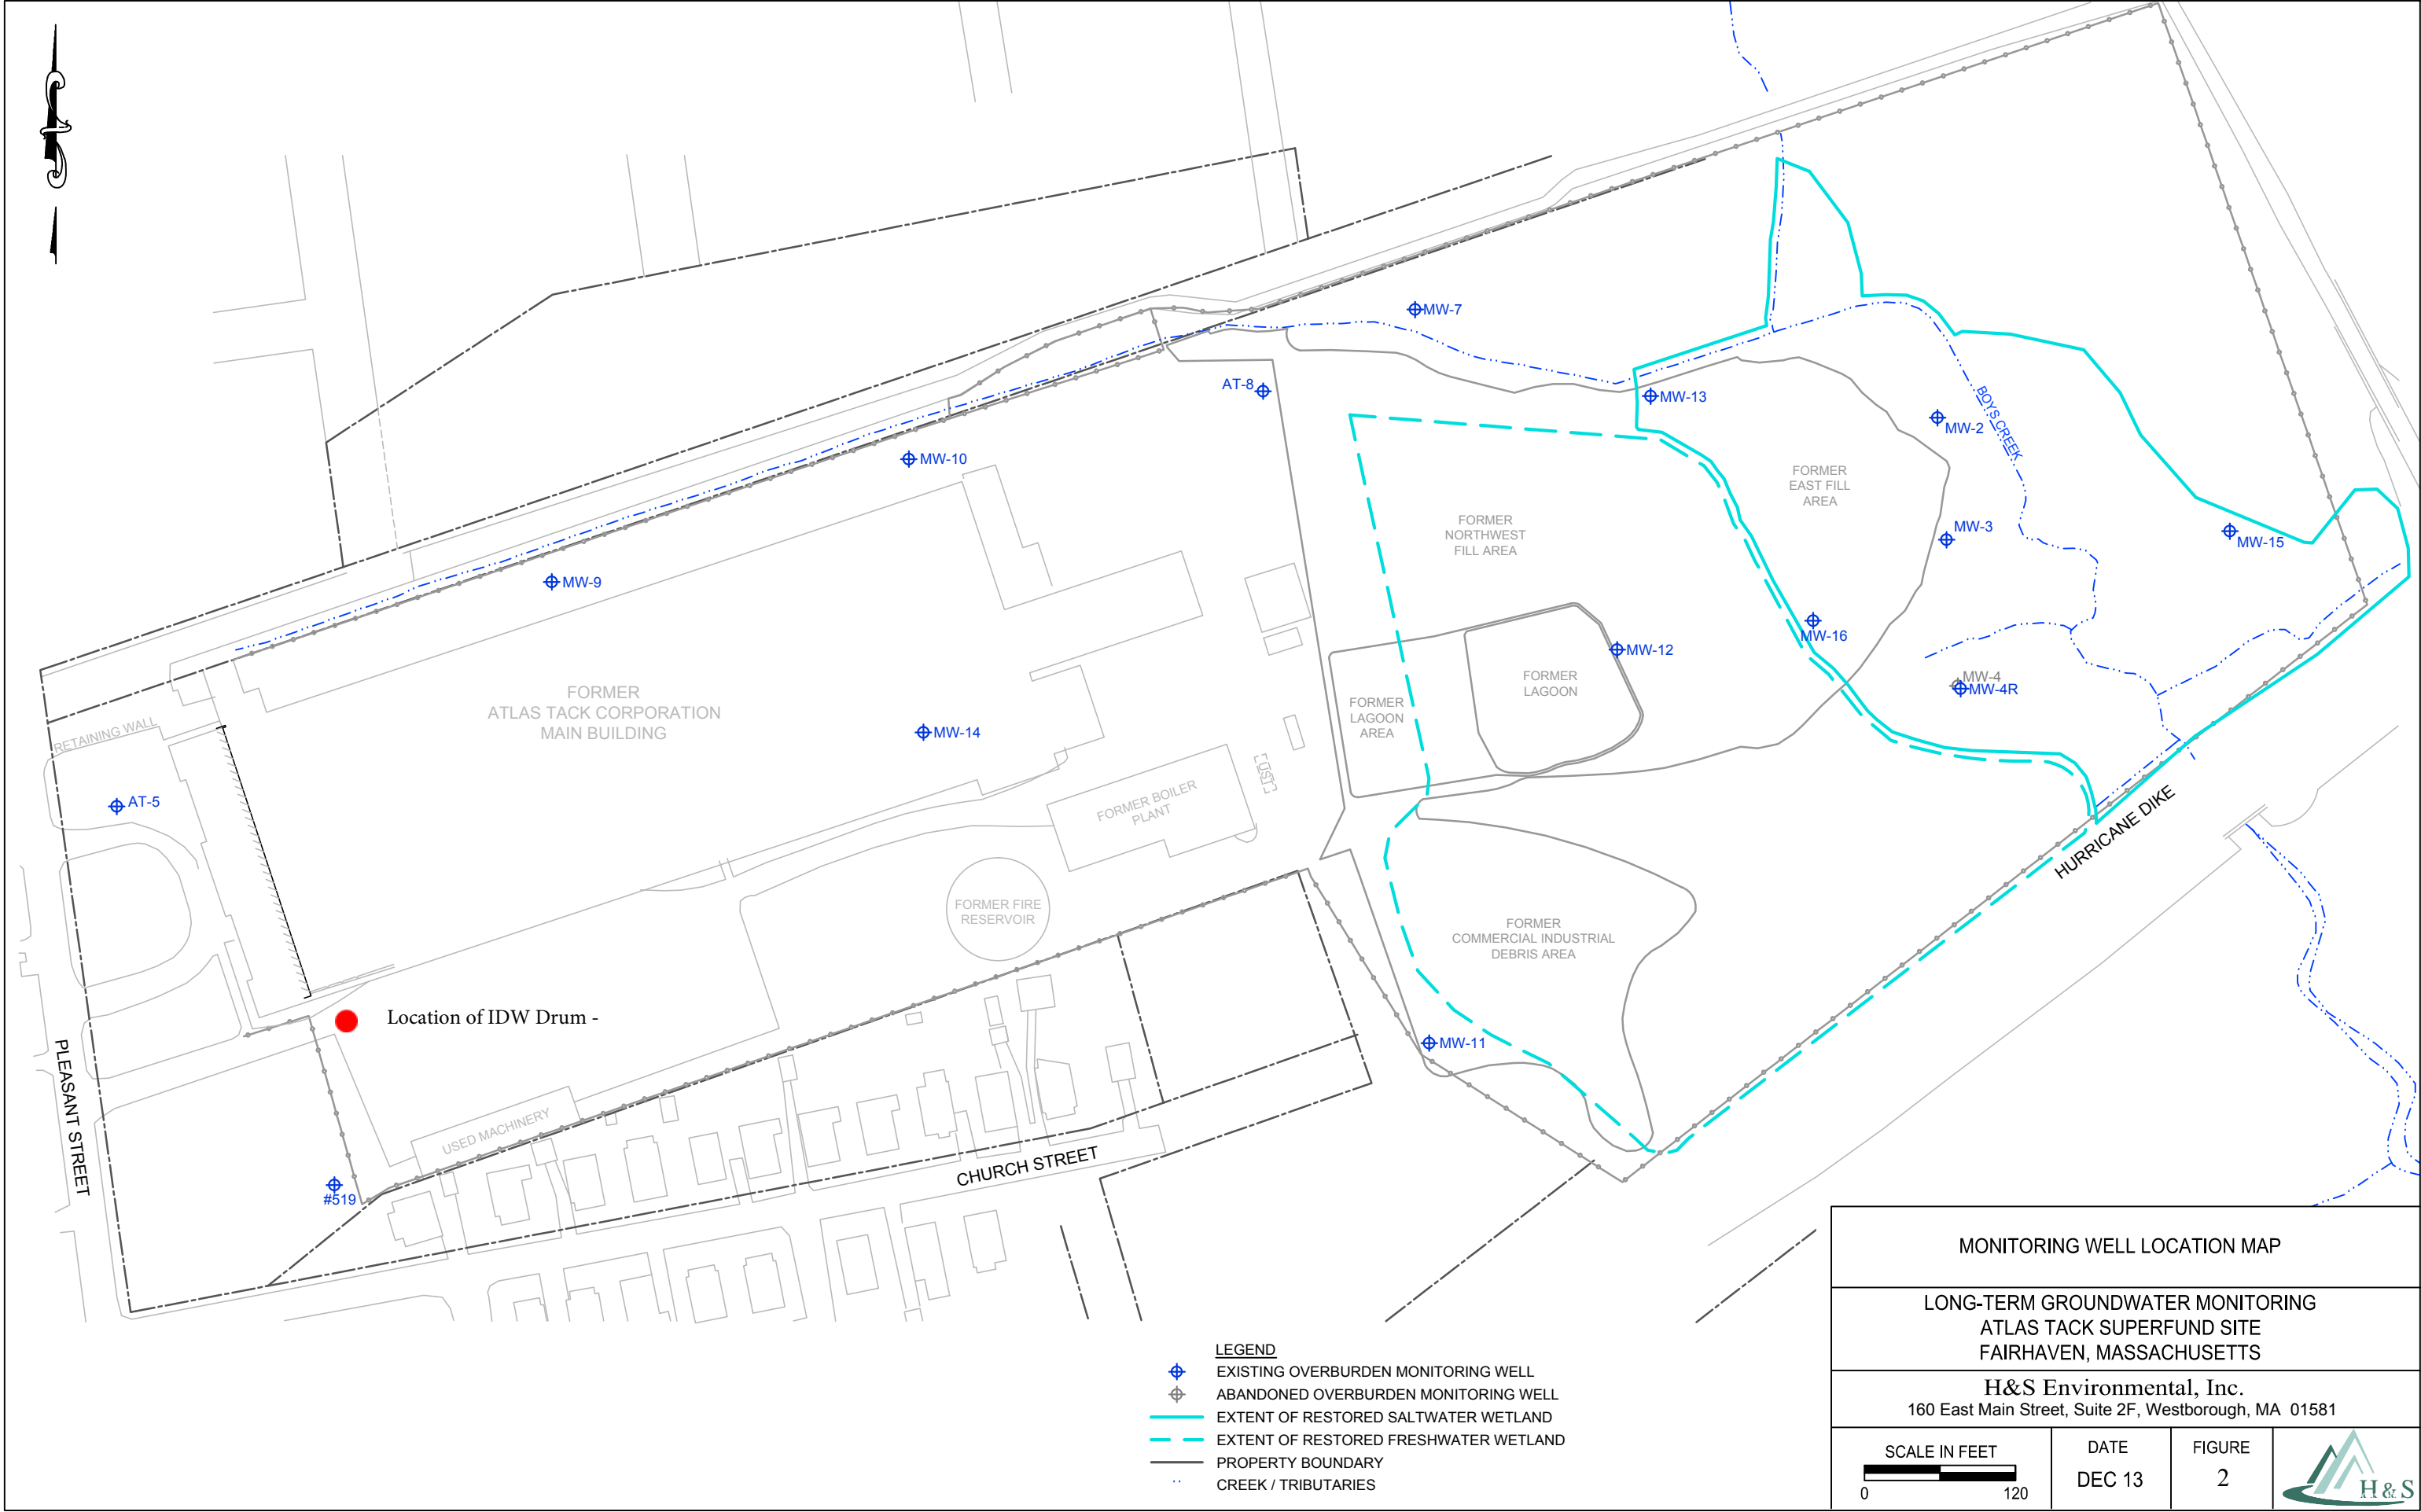 MW-7
AT-8
MW-13
MW-2
BOYS CREEK
MW-10
FORMER
EAST FILL
AREA
FORMER
NORTHWEST
FILL AREA
MW-3
MW-15
MW-9
MW-16
MW-12
FORMER
LAGOON
MW-4
MW-4R
FORMER
LAGOON
AREA
FORMER
ATLAS TACK CORPORATION
MAIN BUILDING
RETAINING WALL
MW-14
UST
FORMER BOILER
PLANT
AT-5
HURRICANE DIKE
FORMER FIRE
RESERVOIR
FORMER
COMMERCIAL INDUSTRIAL
DEBRIS AREA
Location of IDW Drum -
MW-11
PLEASANT STREET
USED MACHINERY
CHURCH STREET
#519
LEGEND
EXISTING OVERBURDEN MONITORING WELL
ABANDONED OVERBURDEN MONITORING WELL
EXTENT OF RESTORED SALTWATER WETLAND
EXTENT OF RESTORED FRESHWATER WETLAND
PROPERTY BOUNDARY
CREEK / TRIBUTARIES
MONITORING WELL LOCATION MAP
LONG-TERM GROUNDWATER MONITORING
ATLAS TACK SUPERFUND SITE
FAIRHAVEN, MASSACHUSETTS
H&S Environmental, Inc.
160 East Main Street, Suite 2F, Westborough, MA 01581
SCALE IN FEET
0 120
DATE
DEC 13
FIGURE
2
H&S